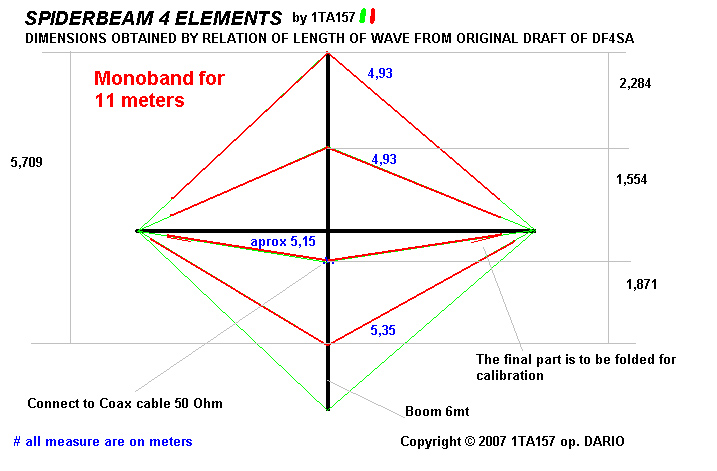 SPIDERBEAM 4 ELEMENTS by 1TA157
DIMENSIONS OBTAINED BY RELATION OF LENGTH OF WAVE FROM ORIGINAL DRAFT OF DF4SA
Monoband for
11 meters
4,93
2,284
5,709
4,93
1,554
aprox 5,15
1,871
5,35
The final part is to be folded for
calibration
Connect to Coax cable 50 Ohm
Boom 6mt
# all measure are on meters
Copyright © 2007 1TA157 op. DARIO